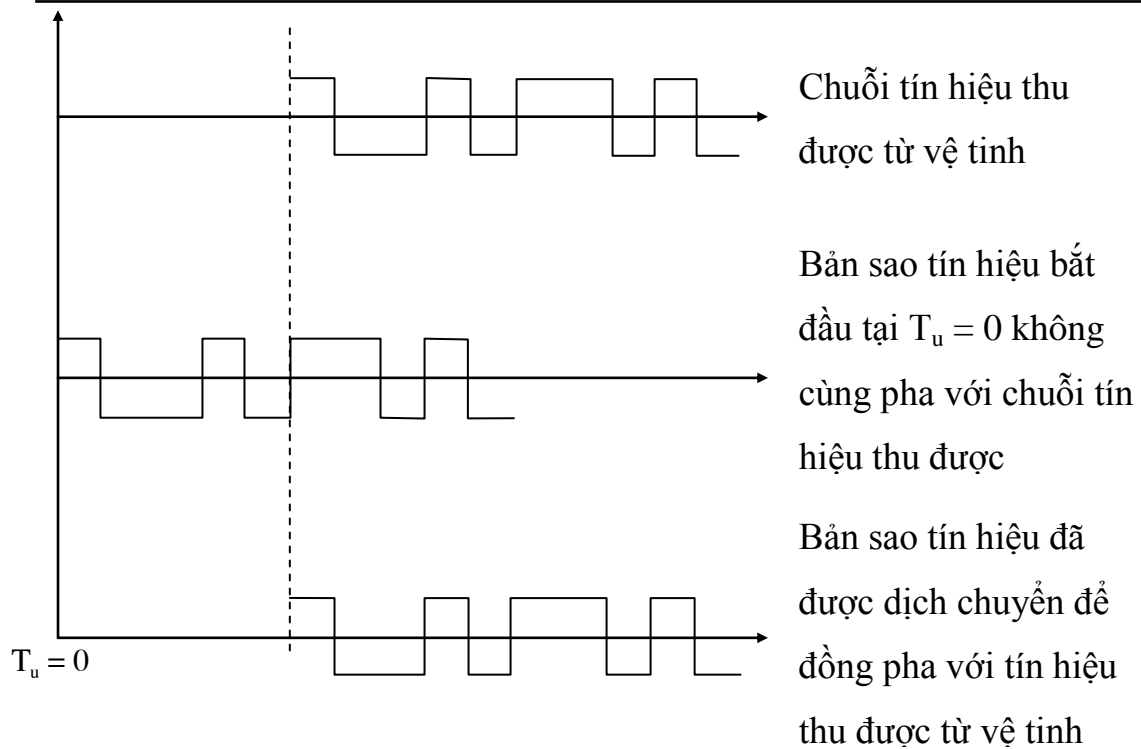 Chuỗi tín hiệu thu
được từ vệ tinh
Bản sao tín hiệu bắt
đầu tại Tᵤ = 0 không
cùng pha với chuỗi tín
hiệu thu được
Bản sao tín hiệu đã
được dịch chuyển để
đồng pha với tín hiệu
thu được từ vệ tinh
Tᵤ = 0